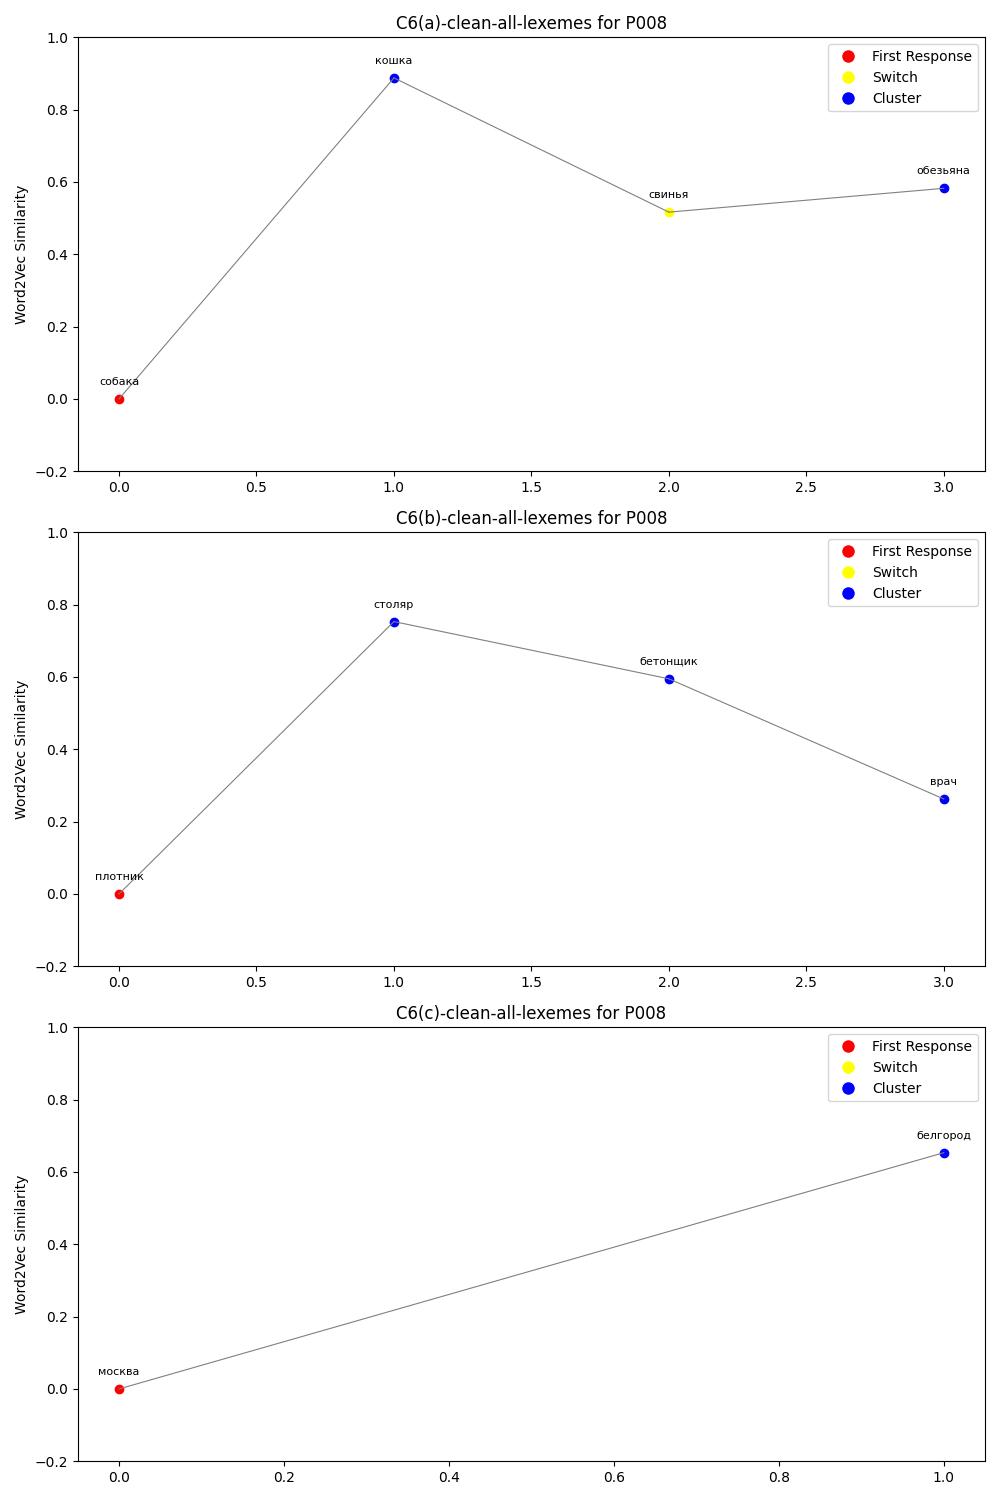 C6(a)-clean-all-lexemes for P008
1.0
0.8
0.6
0.4
0.2
0.0
−0.2
Word2Vec Similarity
собака
кошка
свинья
обезьяна
First Response
Switch
Cluster
0.0 0.5 1.0 1.5 2.0 2.5 3.0
C6(b)-clean-all-lexemes for P008
1.0
0.8
0.6
0.4
0.2
0.0
−0.2
Word2Vec Similarity
плотник
столяр
бетонщик
врач
First Response
Switch
Cluster
0.0 0.5 1.0 1.5 2.0 2.5 3.0
C6(c)-clean-all-lexemes for P008
1.0
0.8
0.6
0.4
0.2
0.0
−0.2
Word2Vec Similarity
москва
белгород
First Response
Switch
Cluster
0.0 0.2 0.4 0.6 0.8 1.0